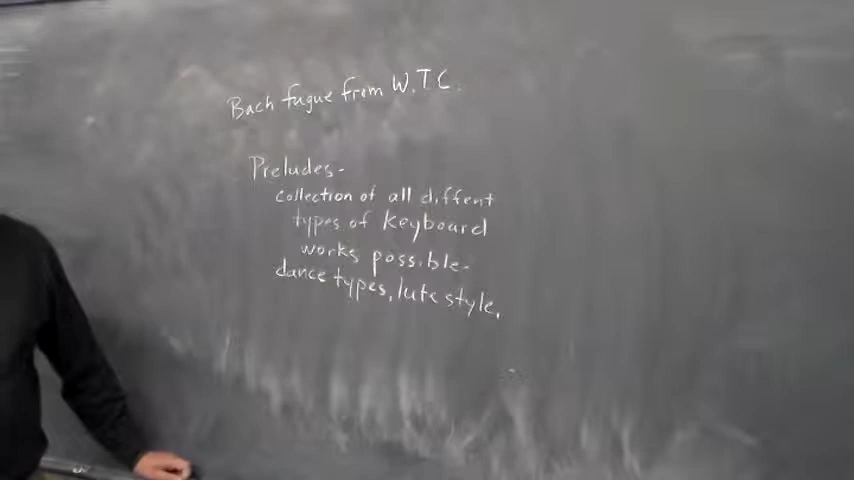 Bach fugue from W.T.C.
Preludes-
collection of all diffent
types of Keyboard
works possible-
dance types, lute style,